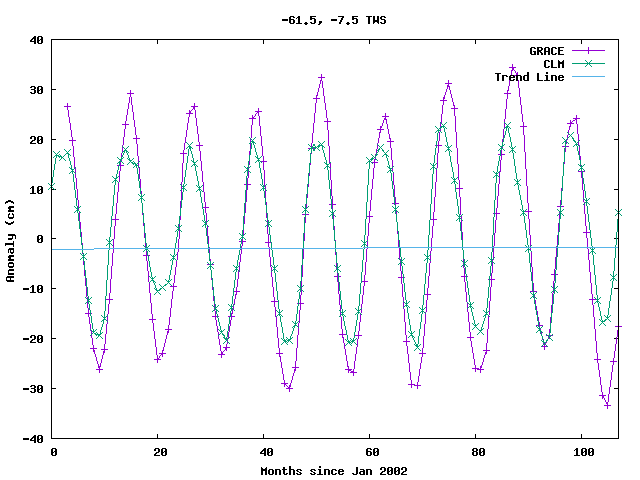 -61.5, -7.5 TWS
GRACE
CLM
Trend Line
40
30
20
10
0
-10
-20
-30
-40
Anomaly (cm)
0 20 40 60 80 100
Months since Jan 2002